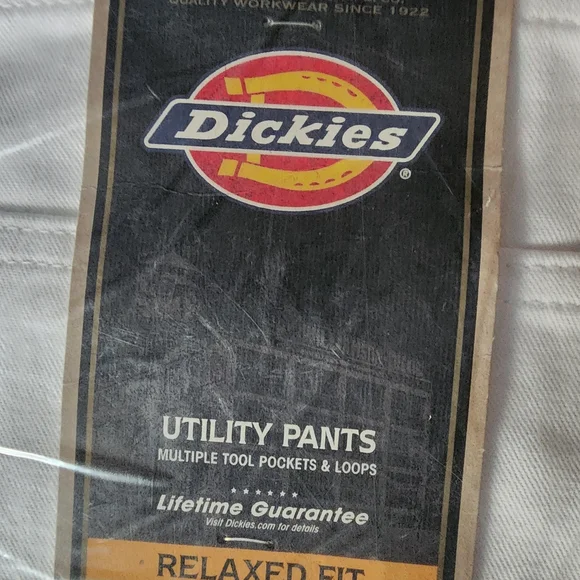 QUALITY WORKWEAR SINCE 1922
Dickies
®
UTILITY PANTS
MULTIPLE TOOL POCKETS & LOOPS
Lifetime Guarantee
Visit Dickies.com for details
RELAXED FIT